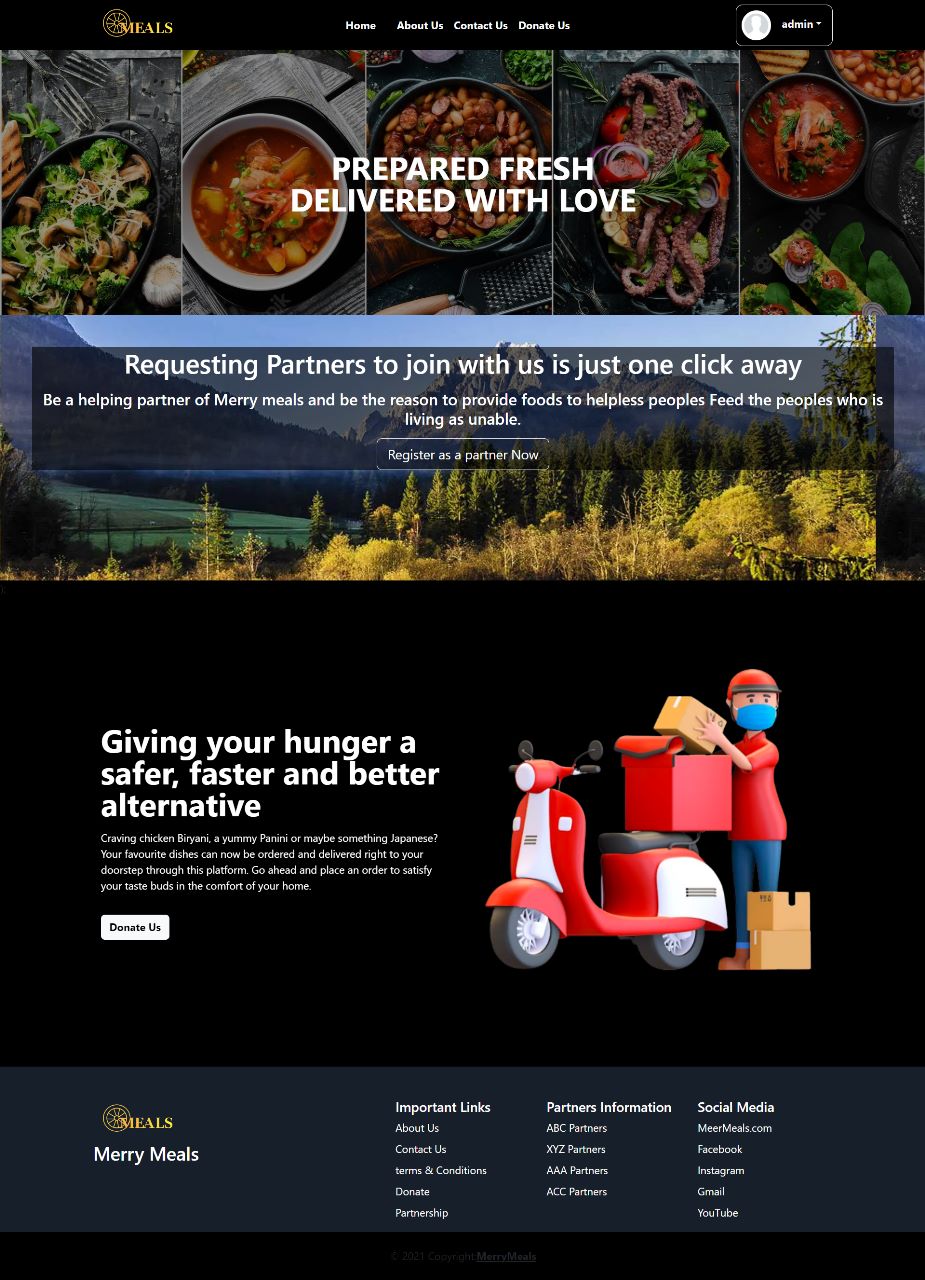 MEALS
Home About Us Contact Us Donate Us
admin
PREPARED FRESH
DELIVERED WITH LOVE
Requesting Partners to join with us is just one click away
Be a helping partner of Merry meals and be the reason to provide foods to helpless peoples Feed the peoples who is
living as unable.
Register as a partner Now
Giving your hunger a
safer, faster and better
alternative
Craving chicken Biryani, a yummy Panini or maybe something Japanese?
Your favourite dishes can now be ordered and delivered right to your
doorstep through this platform. Go ahead and place an order to satisfy
your taste buds in the comfort of your home.
Donate Us
MEALS
Merry Meals
Important Links
About Us
Contact Us
terms & Conditions
Donate
Partnership
Partners Information
ABC Partners
XYZ Partners
AAA Partners
ACC Partners
Social Media
MeerMeals.com
Facebook
Instagram
Gmail
YouTube
© 2021 Copyright:MerryMeals